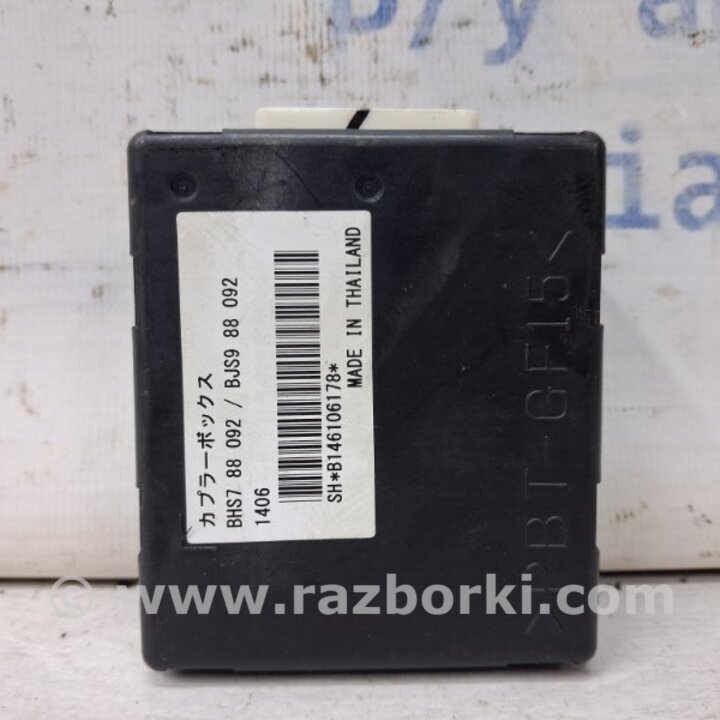 カプラーボックス
BHS7 88 092 / BJS9 88 092
1406
SH*B146106178*
MADE IN THAILAND
>PBT-GF15<
© www.razborki.com